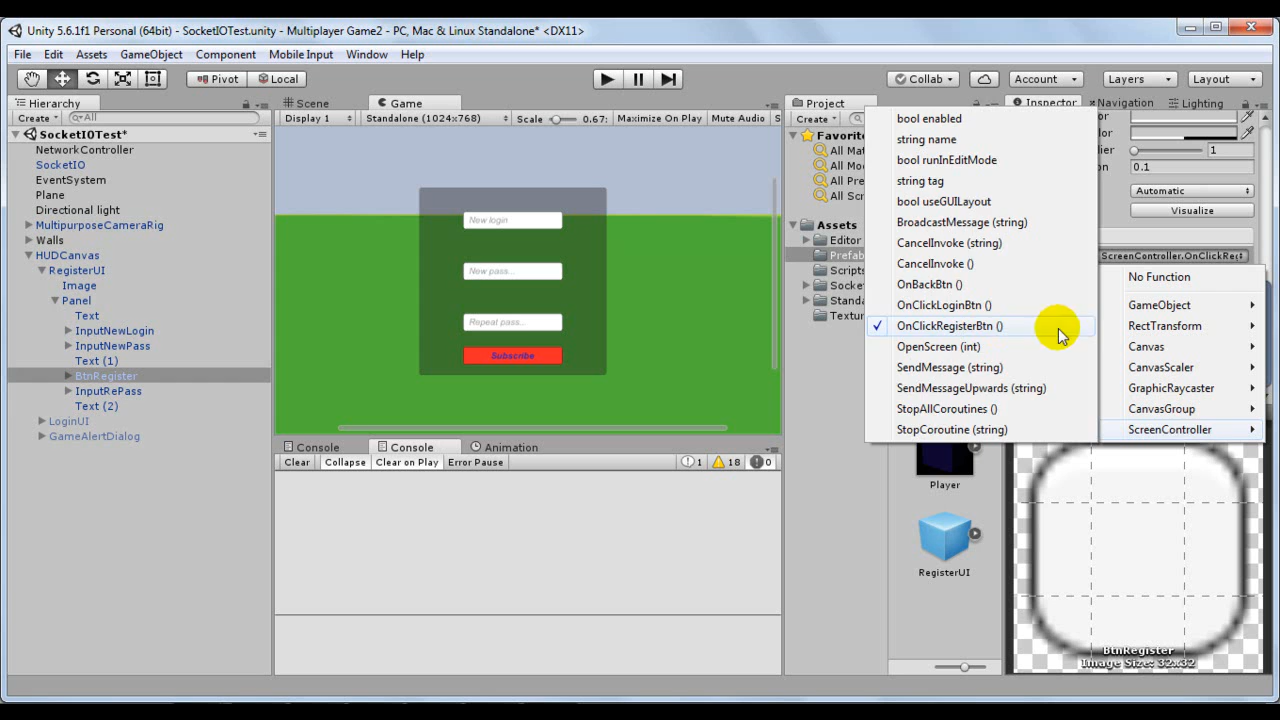 Unity 5.6.1f1 Personal (64bit) - SocketIOTest.unity - Multiplayer Game2 - PC, Mac & Linux Standalone* <DX11>
File Edit Assets GameObject Component Mobile Input Window Help
Pivot Local Collab Account Layers Layout
Hierarchy
Create All
SocketIOTest*
NetworkController
SocketIO
EventSystem
Plane
Directional light
MultipurposeCameraRig
Walls
HUDCanvas
RegisterUI
Image
Panel
Text
InputNewLogin
InputNewPass
Text (1)
BtnRegister
InputRePass
Text (2)
LoginUI
GameAlertDialog
Scene Game
Display 1 Standalone (1024x768) Scale 0.67: Maximize On Play Mute Audio S
New login
New pass...
Repeat pass...
Subscribe
Console Console Animation
Clear Collapse Clear on Play Error Pause 1 18 0
Project
Create
Favorite
All Mat
All Mod
All Pre
All Scr
Assets
Editor
Prefab
Scripts
Socke
Standa
Textur
Player
RegisterUI
bool enabled
string name
bool runInEditMode
string tag
bool useGUILayout
BroadcastMessage (string)
CancelInvoke (string)
CancelInvoke ()
OnBackBtn ()
OnClickLoginBtn ()
OnClickRegisterBtn ()
OpenScreen (int)
SendMessage (string)
SendMessageUpwards (string)
StopAllCoroutines ()
StopCoroutine (string)
Inspector Navigation Lighting
lier 1
0.1
Automatic
Visualize
ScreenController.OnClickRe
No Function
GameObject
RectTransform
Canvas
CanvasScaler
GraphicRaycaster
CanvasGroup
ScreenController
BtnRegister
Image Size: 32x32